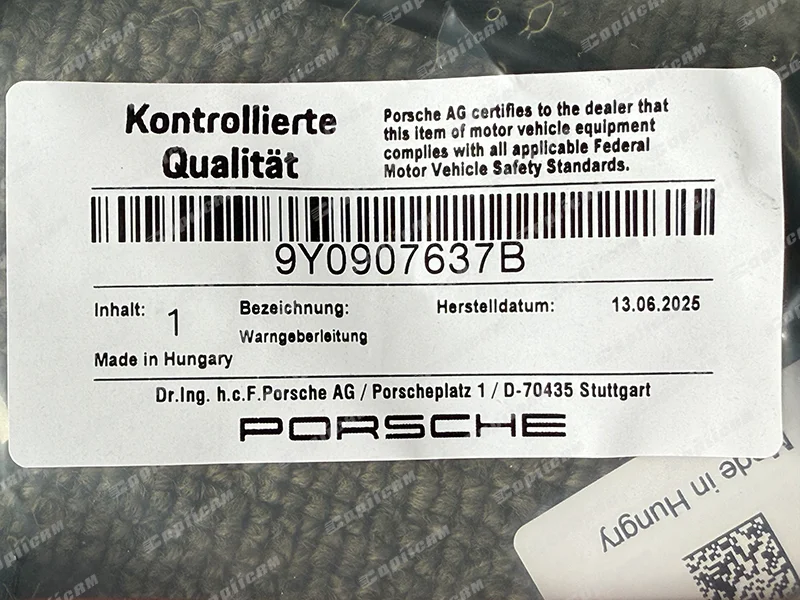 Kontrollierte
Qualität
Porsche AG certifies to the dealer that
this item of motor vehicle equipment
complies with all applicable Federal
Motor Vehicle Safety Standards.
9Y0907637B
Inhalt: 1
Bezeichnung:
Warngeberleitung
Herstelldatum: 13.06.2025
Made in Hungary
Dr.Ing. h.c.F.Porsche AG / Porscheplatz 1 / D-70435 Stuttgart
PORSCHE
Made in Hungry
CopiiCAM